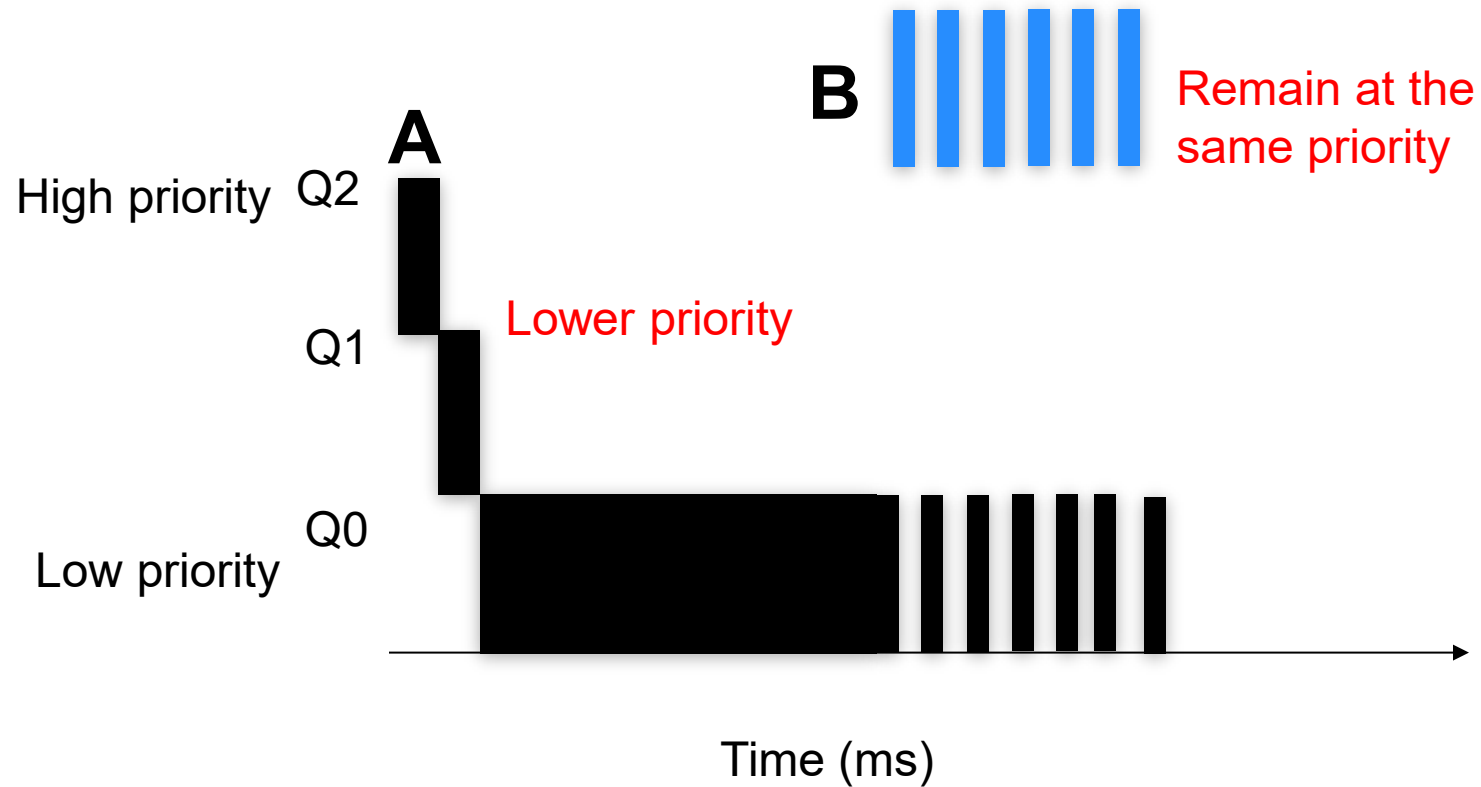 B
Remain at the
same priority
A
High priority
Q2
Lower priority
Q1
Q0
Low priority
Time (ms)